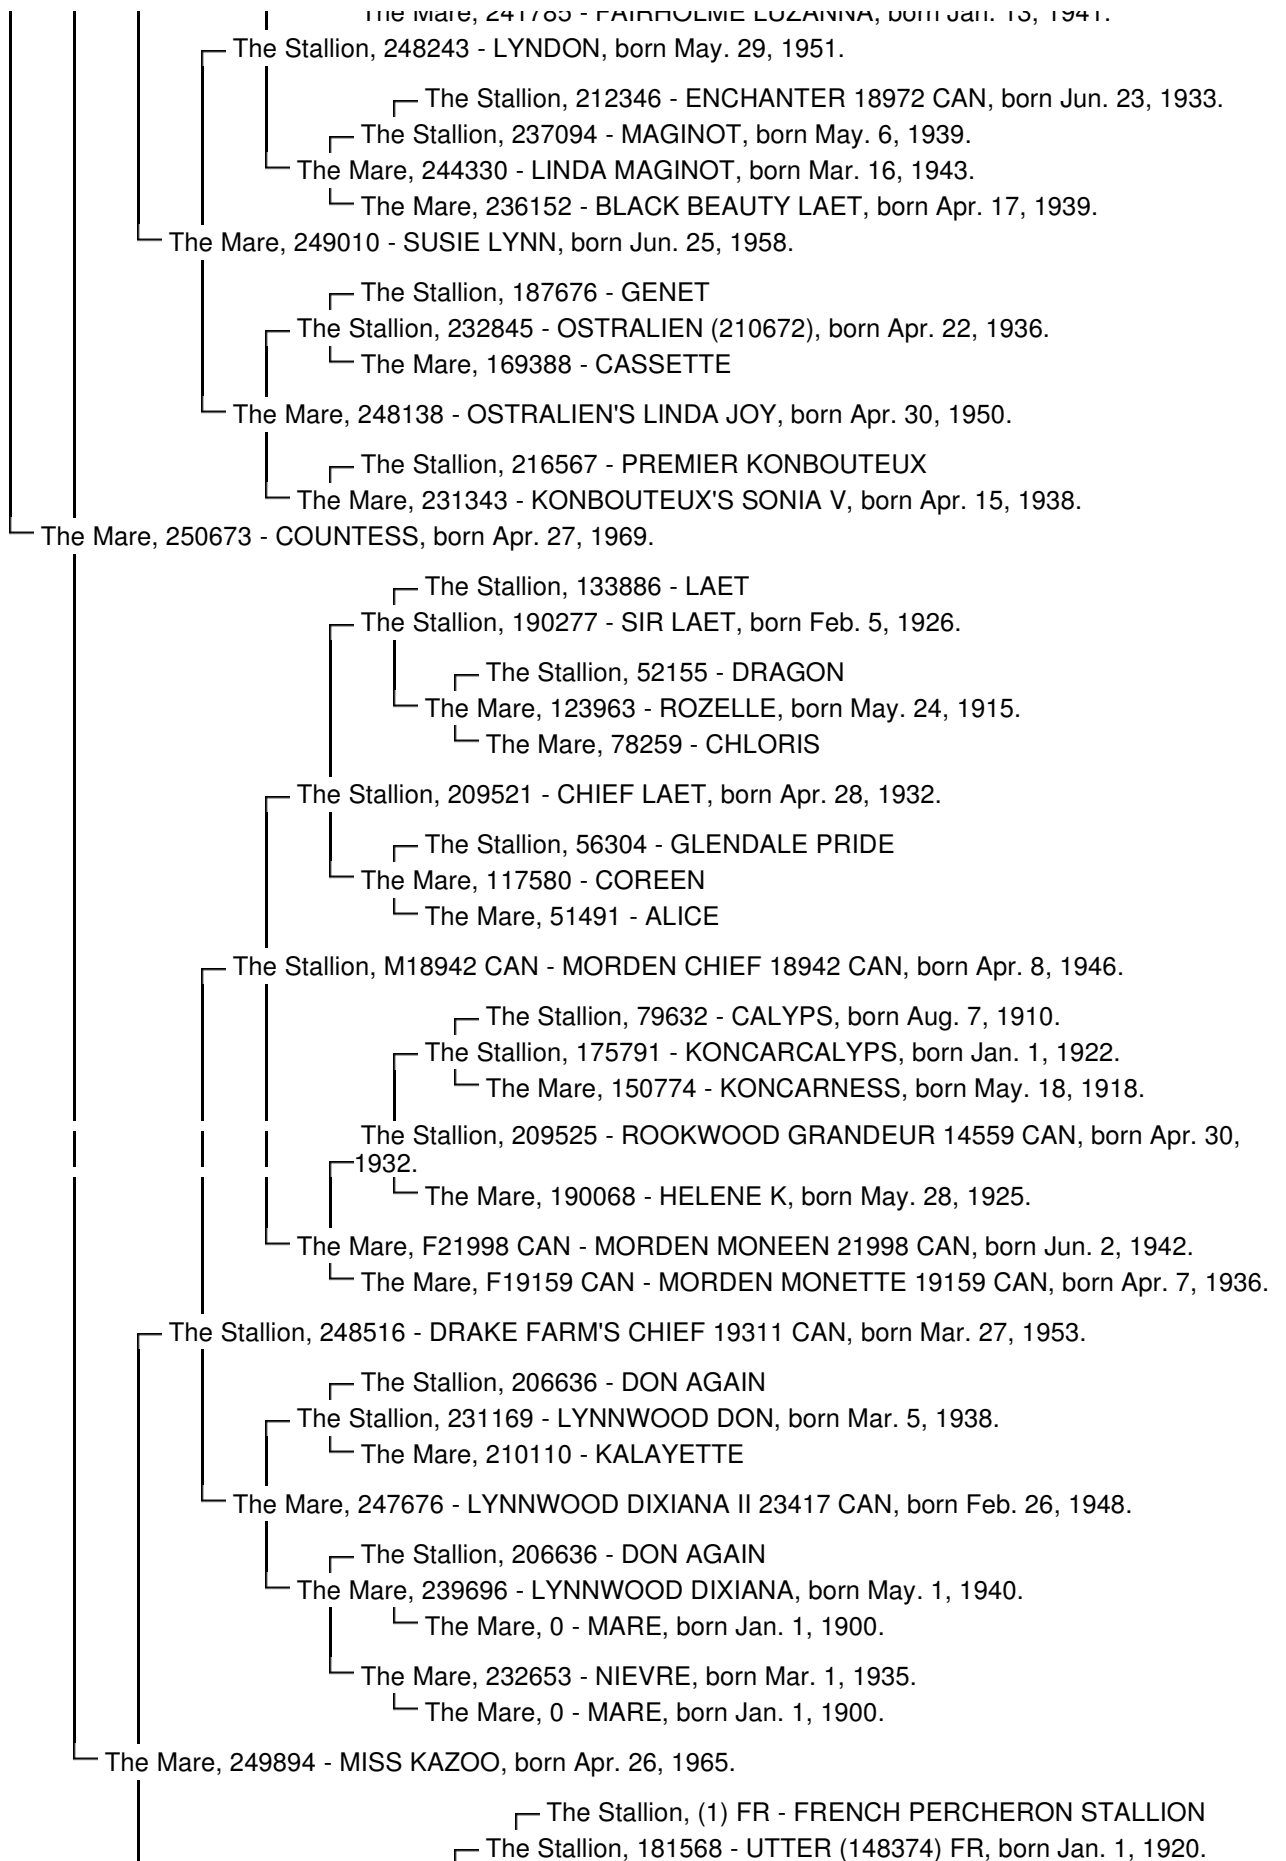 The Mare, 241785 - FAIRHOLME LUZANNA, born Jan. 13, 1941.
The Stallion, 248243 - LYNDON, born May. 29, 1951.
The Stallion, 212346 - ENCHANTER 18972 CAN, born Jun. 23, 1933.
The Stallion, 237094 - MAGINOT, born May. 6, 1939.
The Mare, 244330 - LINDA MAGINOT, born Mar. 16, 1943.
The Mare, 236152 - BLACK BEAUTY LAET, born Apr. 17, 1939.
The Mare, 249010 - SUSIE LYNN, born Jun. 25, 1958.
The Stallion, 187676 - GENET
The Stallion, 232845 - OSTRALIEN (210672), born Apr. 22, 1936.
The Mare, 169388 - CASSETTE
The Mare, 248138 - OSTRALIEN'S LINDA JOY, born Apr. 30, 1950.
The Stallion, 216567 - PREMIER KONBOUTEUX
The Mare, 231343 - KONBOUTEUX'S SONIA V, born Apr. 15, 1938.
The Mare, 250673 - COUNTESS, born Apr. 27, 1969.
The Stallion, 133886 - LAET
The Stallion, 190277 - SIR LAET, born Feb. 5, 1926.
The Stallion, 52155 - DRAGON
The Mare, 123963 - ROZELLE, born May. 24, 1915.
The Mare, 78259 - CHLORIS
The Stallion, 209521 - CHIEF LAET, born Apr. 28, 1932.
The Stallion, 56304 - GLENDALE PRIDE
The Mare, 117580 - COREEN
The Mare, 51491 - ALICE
The Stallion, M18942 CAN - MORDEN CHIEF 18942 CAN, born Apr. 8, 1946.
The Stallion, 79632 - CALYPS, born Aug. 7, 1910.
The Stallion, 175791 - KONCARCALYPS, born Jan. 1, 1922.
The Mare, 150774 - KONCARNESS, born May. 18, 1918.
The Stallion, 209525 - ROOKWOOD GRANDEUR 14559 CAN, born Apr. 30,
1932.
The Mare, 190068 - HELENE K, born May. 28, 1925.
The Mare, F21998 CAN - MORDEN MONEEN 21998 CAN, born Jun. 2, 1942.
The Mare, F19159 CAN - MORDEN MONETTE 19159 CAN, born Apr. 7, 1936.
The Stallion, 248516 - DRAKE FARM'S CHIEF 19311 CAN, born Mar. 27, 1953.
The Stallion, 206636 - DON AGAIN
The Stallion, 231169 - LYNNWOOD DON, born Mar. 5, 1938.
The Mare, 210110 - KALAYETTE
The Mare, 247676 - LYNNWOOD DIXIANA II 23417 CAN, born Feb. 26, 1948.
The Stallion, 206636 - DON AGAIN
The Mare, 239696 - LYNNWOOD DIXIANA, born May. 1, 1940.
The Mare, 0 - MARE, born Jan. 1, 1900.
The Mare, 232653 - NIEVRE, born Mar. 1, 1935.
The Mare, 0 - MARE, born Jan. 1, 1900.
The Mare, 249894 - MISS KAZOO, born Apr. 26, 1965.
The Stallion, (1) FR - FRENCH PERCHERON STALLION
The Stallion, 181568 - UTTER (148374) FR, born Jan. 1, 1920.